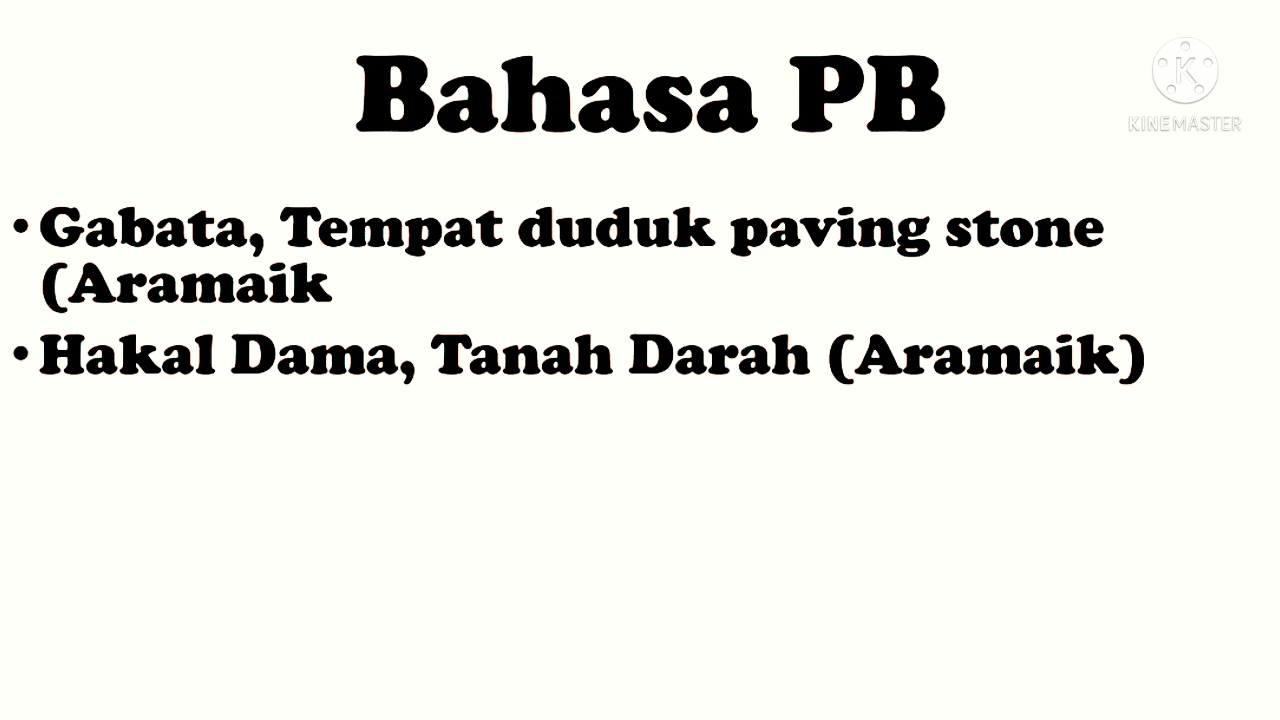 Bahasa PB
KINEMASTER
• Gabata, Tempat duduk paving stone
(Aramaik
• Hakal Dama, Tanah Darah (Aramaik)